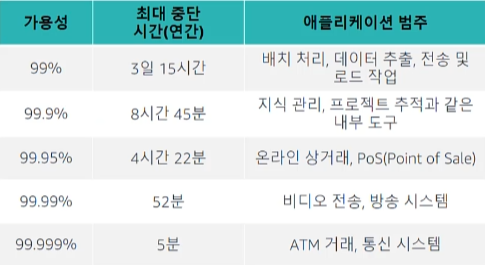 가용성 최대 중단 시간(연간) 애플리케이션 범주
99% 3일 15시간 배치 처리, 데이터 추출, 전송 및 로드 작업
99.9% 8시간 45분 지식 관리, 프로젝트 추적과 같은 내부 도구
99.95% 4시간 22분 온라인 상거래, PoS(Point of Sale)
99.99% 52분 비디오 전송, 방송 시스템
99.999% 5분 ATM 거래, 통신 시스템